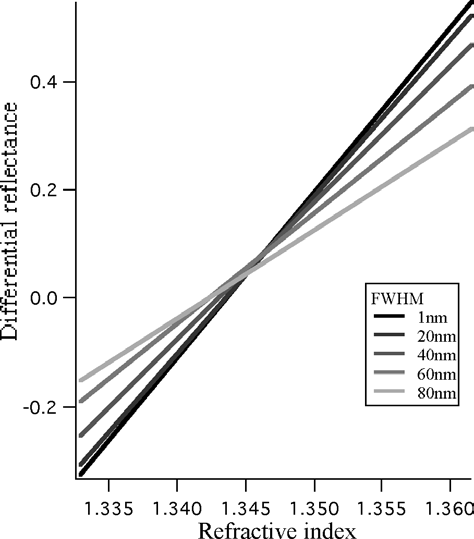 Differential reflectance
0.4
0.2
0.0
-0.2
FWHM
1nm
20nm
40nm
60nm
80nm
1.335 1.340 1.345 1.350 1.355 1.360
Refractive index